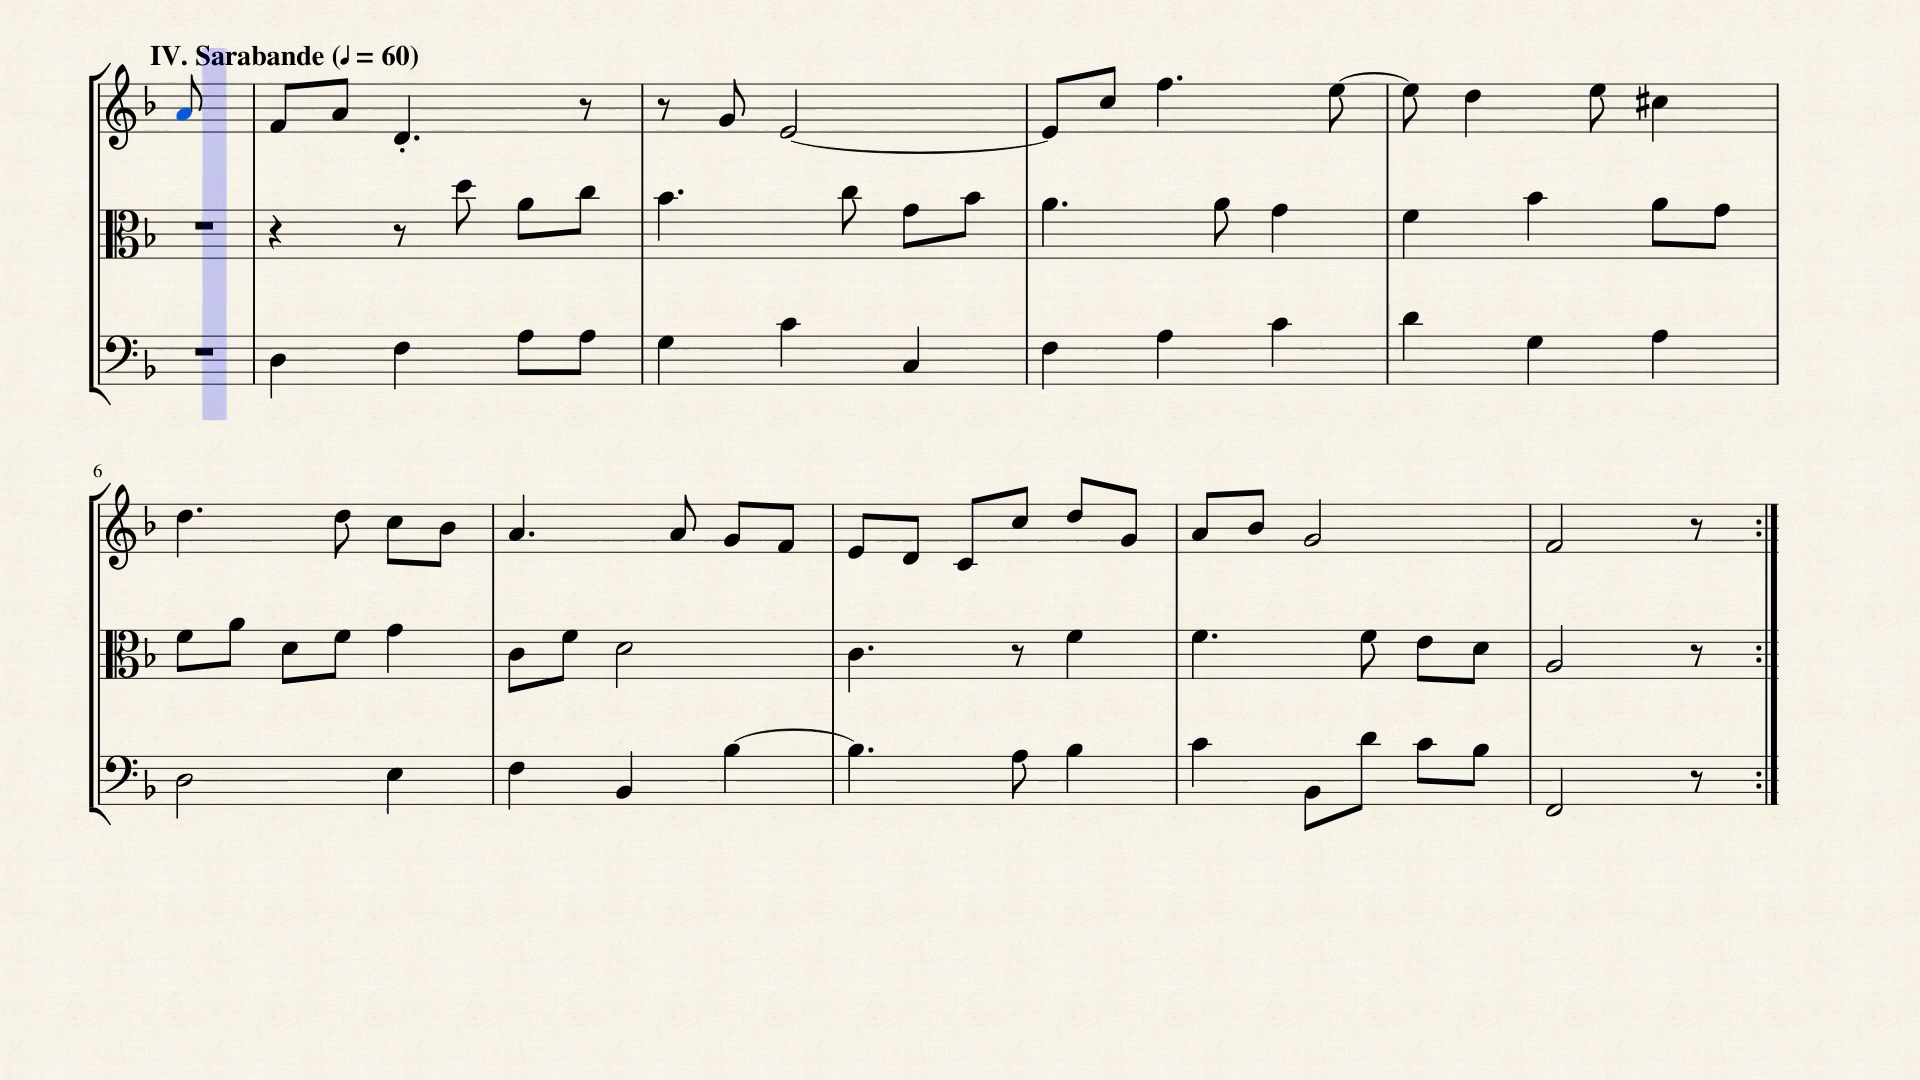 IV. Sarabande (♩ = 60)
6